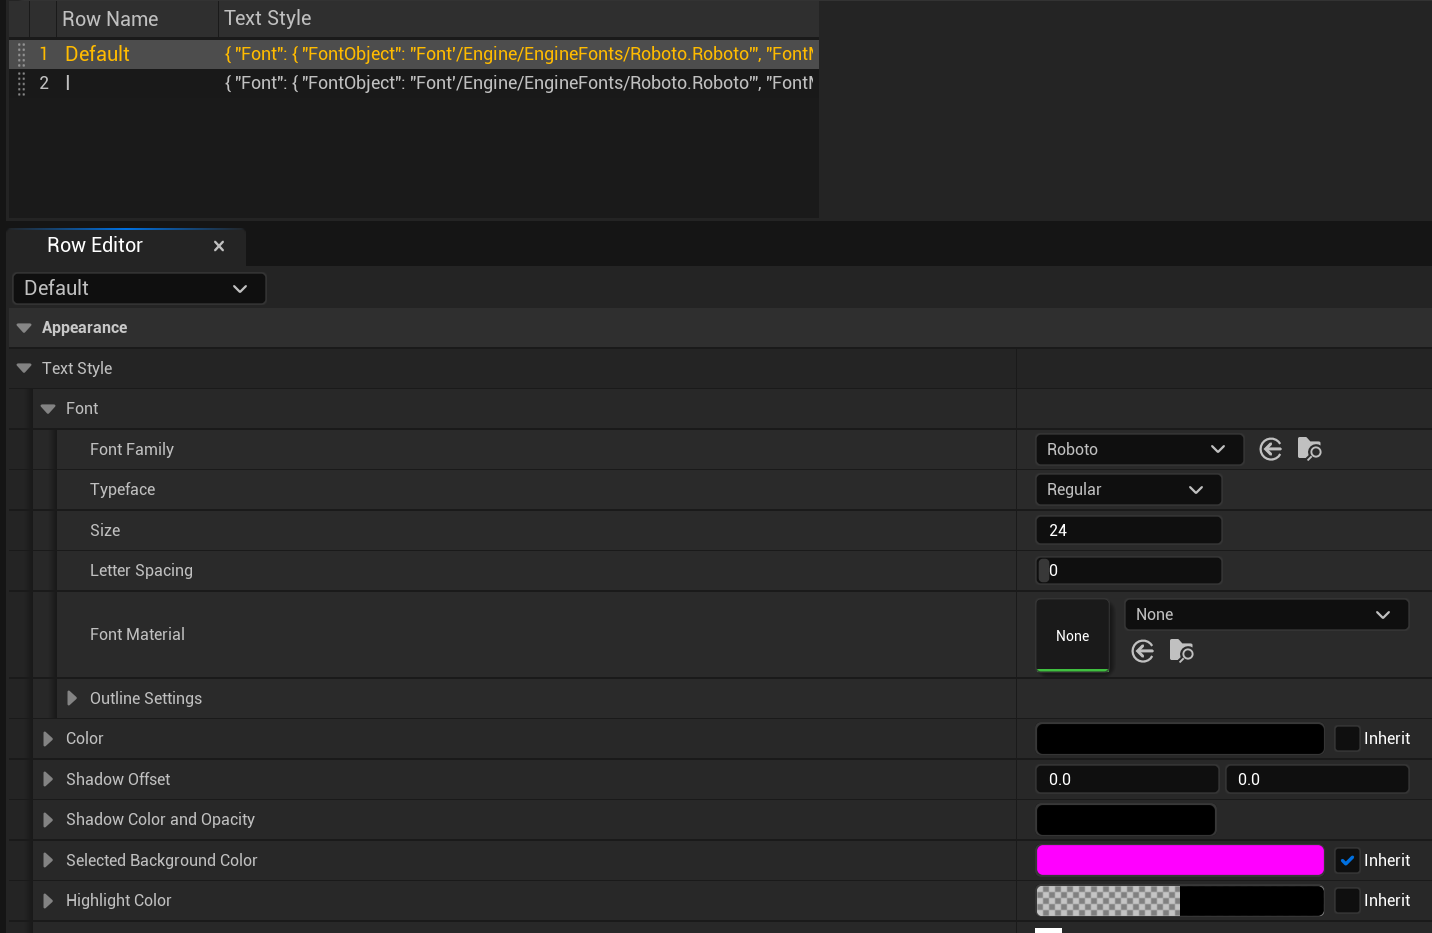 Row Name Text Style
1 Default { "Font": { "FontObject": "Font'/Engine/EngineFonts/Roboto.Roboto'", "FontM
2 l { "Font": { "FontObject": "Font'/Engine/EngineFonts/Roboto.Roboto'", "FontM
Row Editor
Default
Appearance
Text Style
Font
Font Family Roboto
Typeface Regular
Size 24
Letter Spacing 0
Font Material None None
Outline Settings
Color Inherit
Shadow Offset 0.0 0.0
Shadow Color and Opacity
Selected Background Color Inherit
Highlight Color Inherit